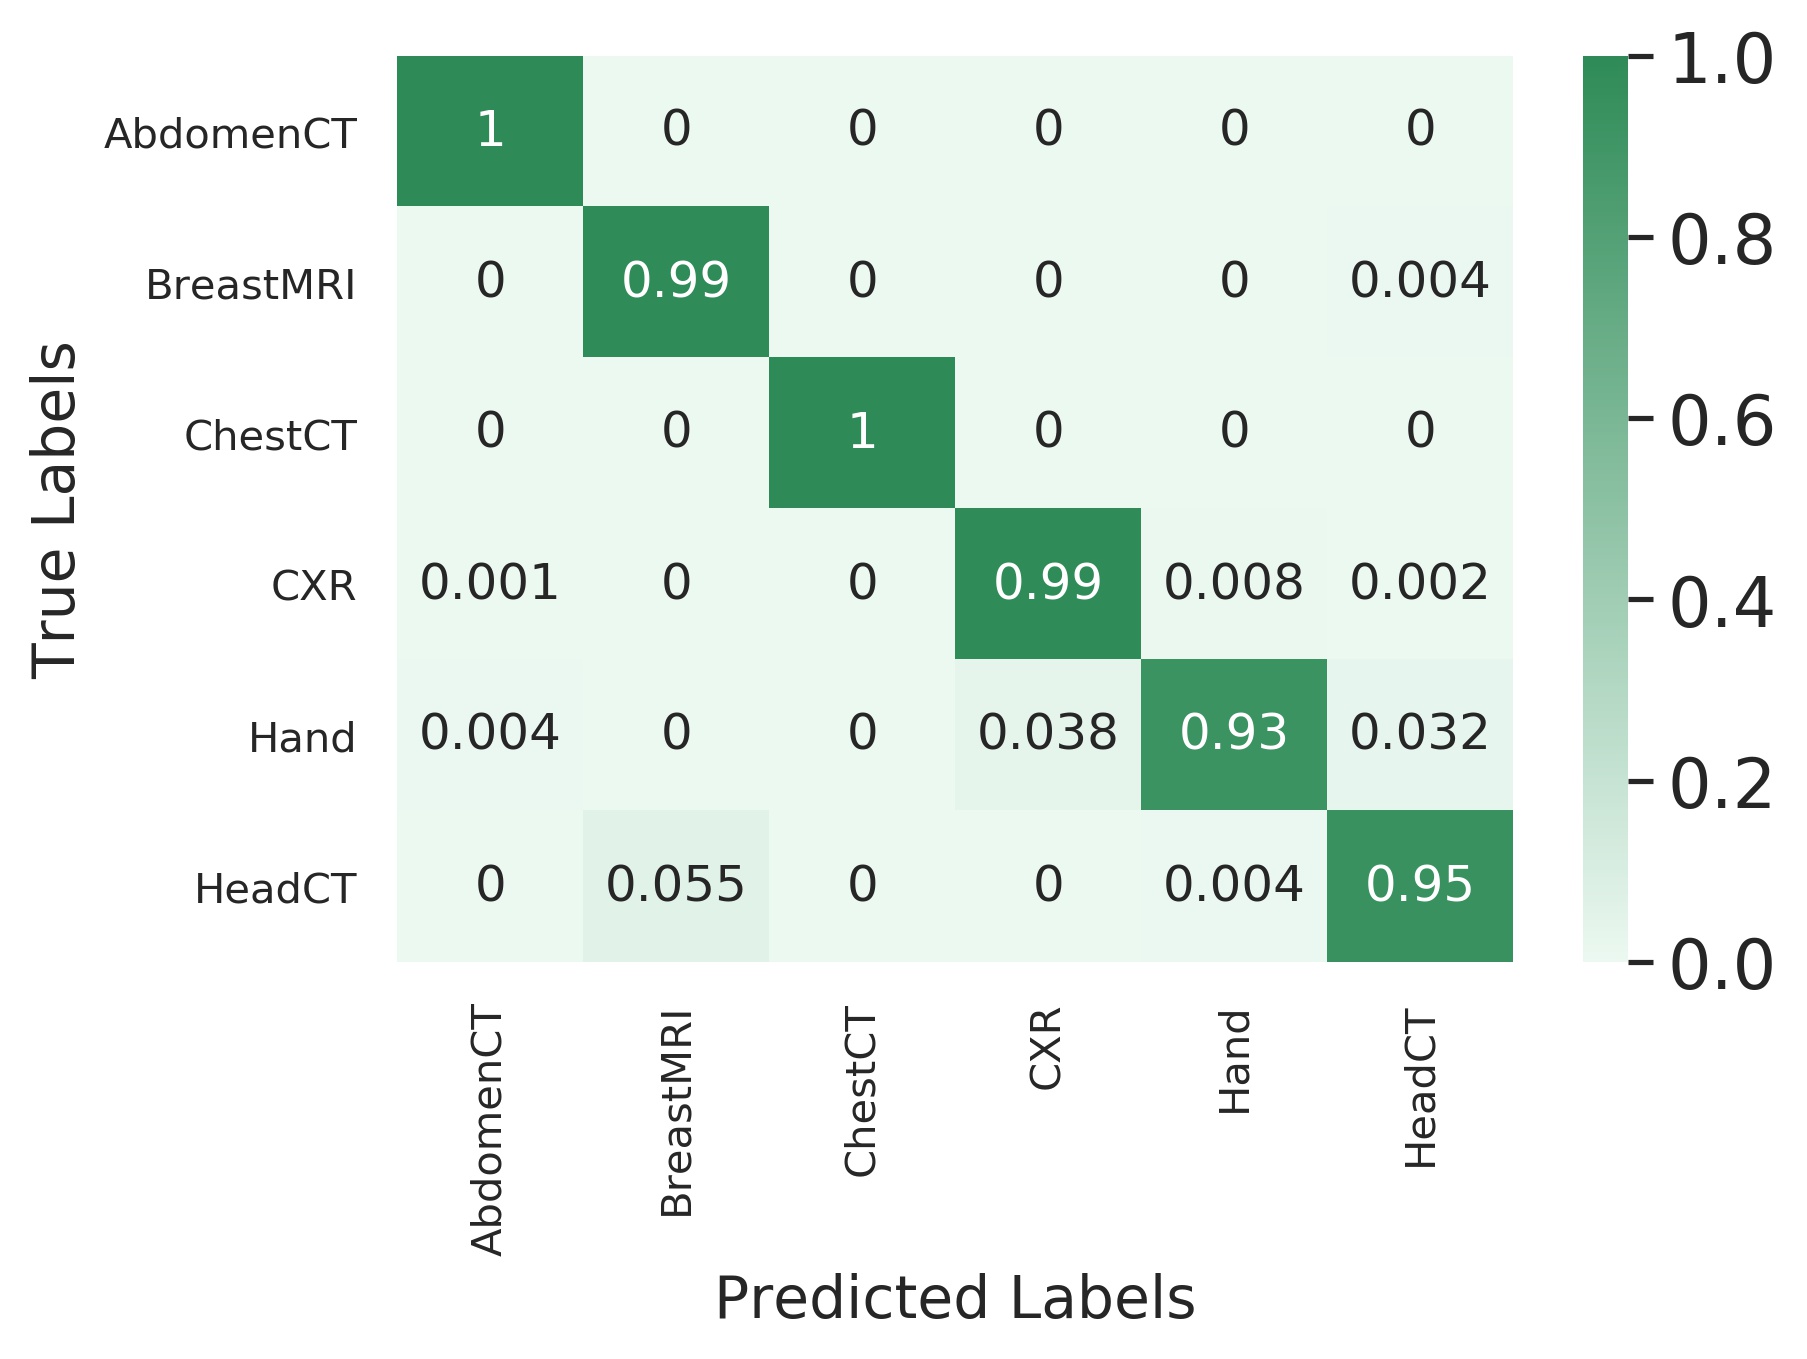 True Labels
AbdomenCT 1 0 0 0 0 0
BreastMRI 0 0.99 0 0 0 0.004
ChestCT 0 0 1 0 0 0
CXR 0.001 0 0 0.99 0.008 0.002
Hand 0.004 0 0 0.038 0.93 0.032
HeadCT 0 0.055 0 0 0.004 0.95
AbdomenCT BreastMRI ChestCT CXR Hand HeadCT
Predicted Labels
1.0
0.8
0.6
0.4
0.2
0.0